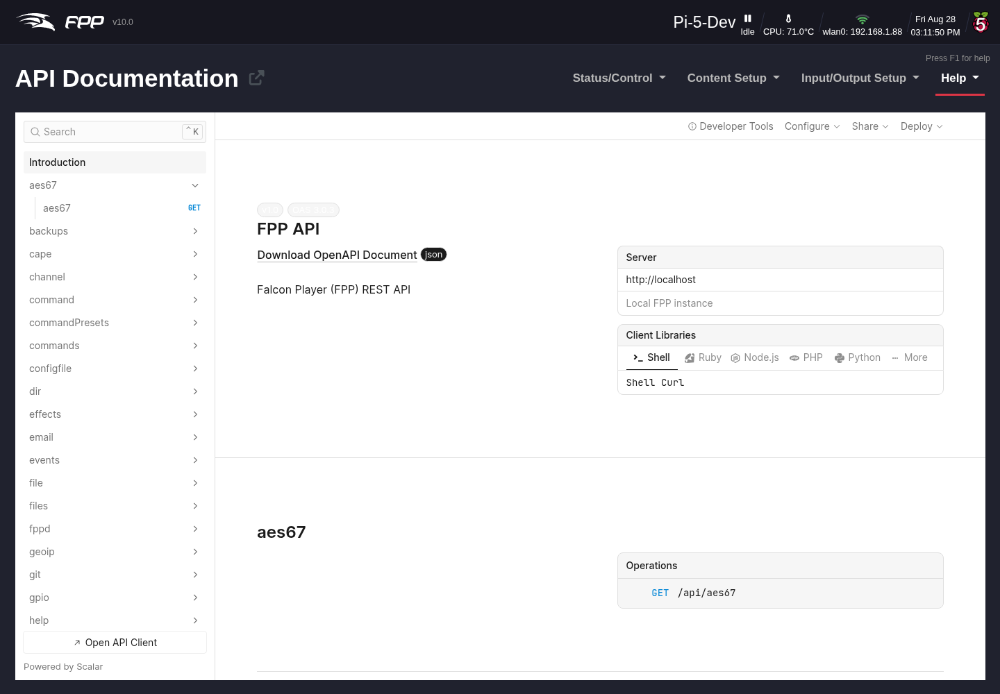 FPP v10.0
Pi-5-Dev
Idle
CPU: 71.0°C
wlan0: 192.168.1.88
Fri Aug 28
03:11:50 PM
5
Press F1 for help
API Documentation
Status/Control
Content Setup
Input/Output Setup
Help
Search
^K
Introduction
aes67
aes67 GET
backups
cape
channel
command
commandPresets
commands
configfile
dir
effects
email
events
file
files
fppd
geoip
git
gpio
help
Open API Client
Powered by Scalar
Developer Tools
Configure
Share
Deploy
v1.0 OAS 3.0.3
FPP API
Download OpenAPI Document json
Falcon Player (FPP) REST API
Server
http://localhost
Local FPP instance
Client Libraries
Shell
Ruby
Node.js
PHP
Python
More
Shell Curl
aes67
Operations
GET /api/aes67